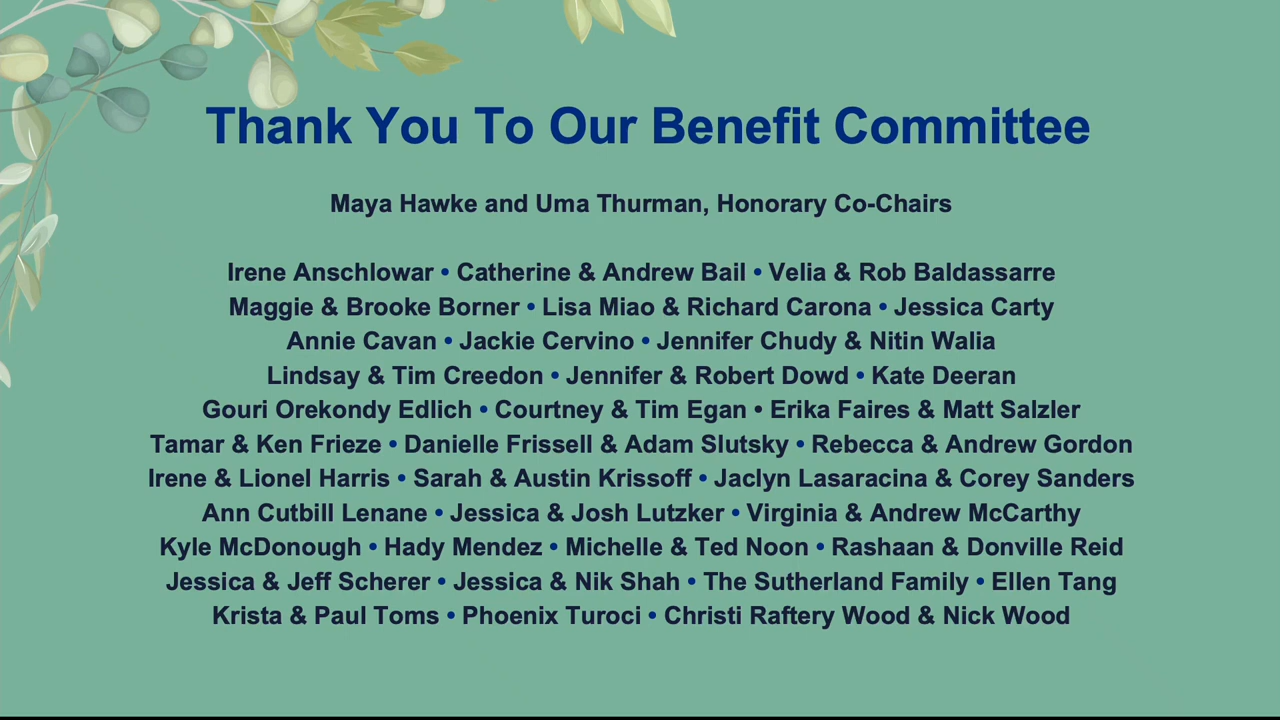 Thank You To Our Benefit Committee
Maya Hawke and Uma Thurman, Honorary Co-Chairs
Irene Anschlowar • Catherine & Andrew Bail • Velia & Rob Baldassarre
Maggie & Brooke Borner • Lisa Miao & Richard Carona • Jessica Carty
Annie Cavan • Jackie Cervino • Jennifer Chudy & Nitin Walia
Lindsay & Tim Creedon • Jennifer & Robert Dowd • Kate Deeran
Gouri Orekondy Edlich • Courtney & Tim Egan • Erika Faires & Matt Salzler
Tamar & Ken Frieze • Danielle Frissell & Adam Slutsky • Rebecca & Andrew Gordon
Irene & Lionel Harris • Sarah & Austin Krissoff • Jaclyn Lasaracina & Corey Sanders
Ann Cutbill Lenane • Jessica & Josh Lutzker • Virginia & Andrew McCarthy
Kyle McDonough • Hady Mendez • Michelle & Ted Noon • Rashaan & Donville Reid
Jessica & Jeff Scherer • Jessica & Nik Shah • The Sutherland Family • Ellen Tang
Krista & Paul Toms • Phoenix Turoci • Christi Raftery Wood & Nick Wood